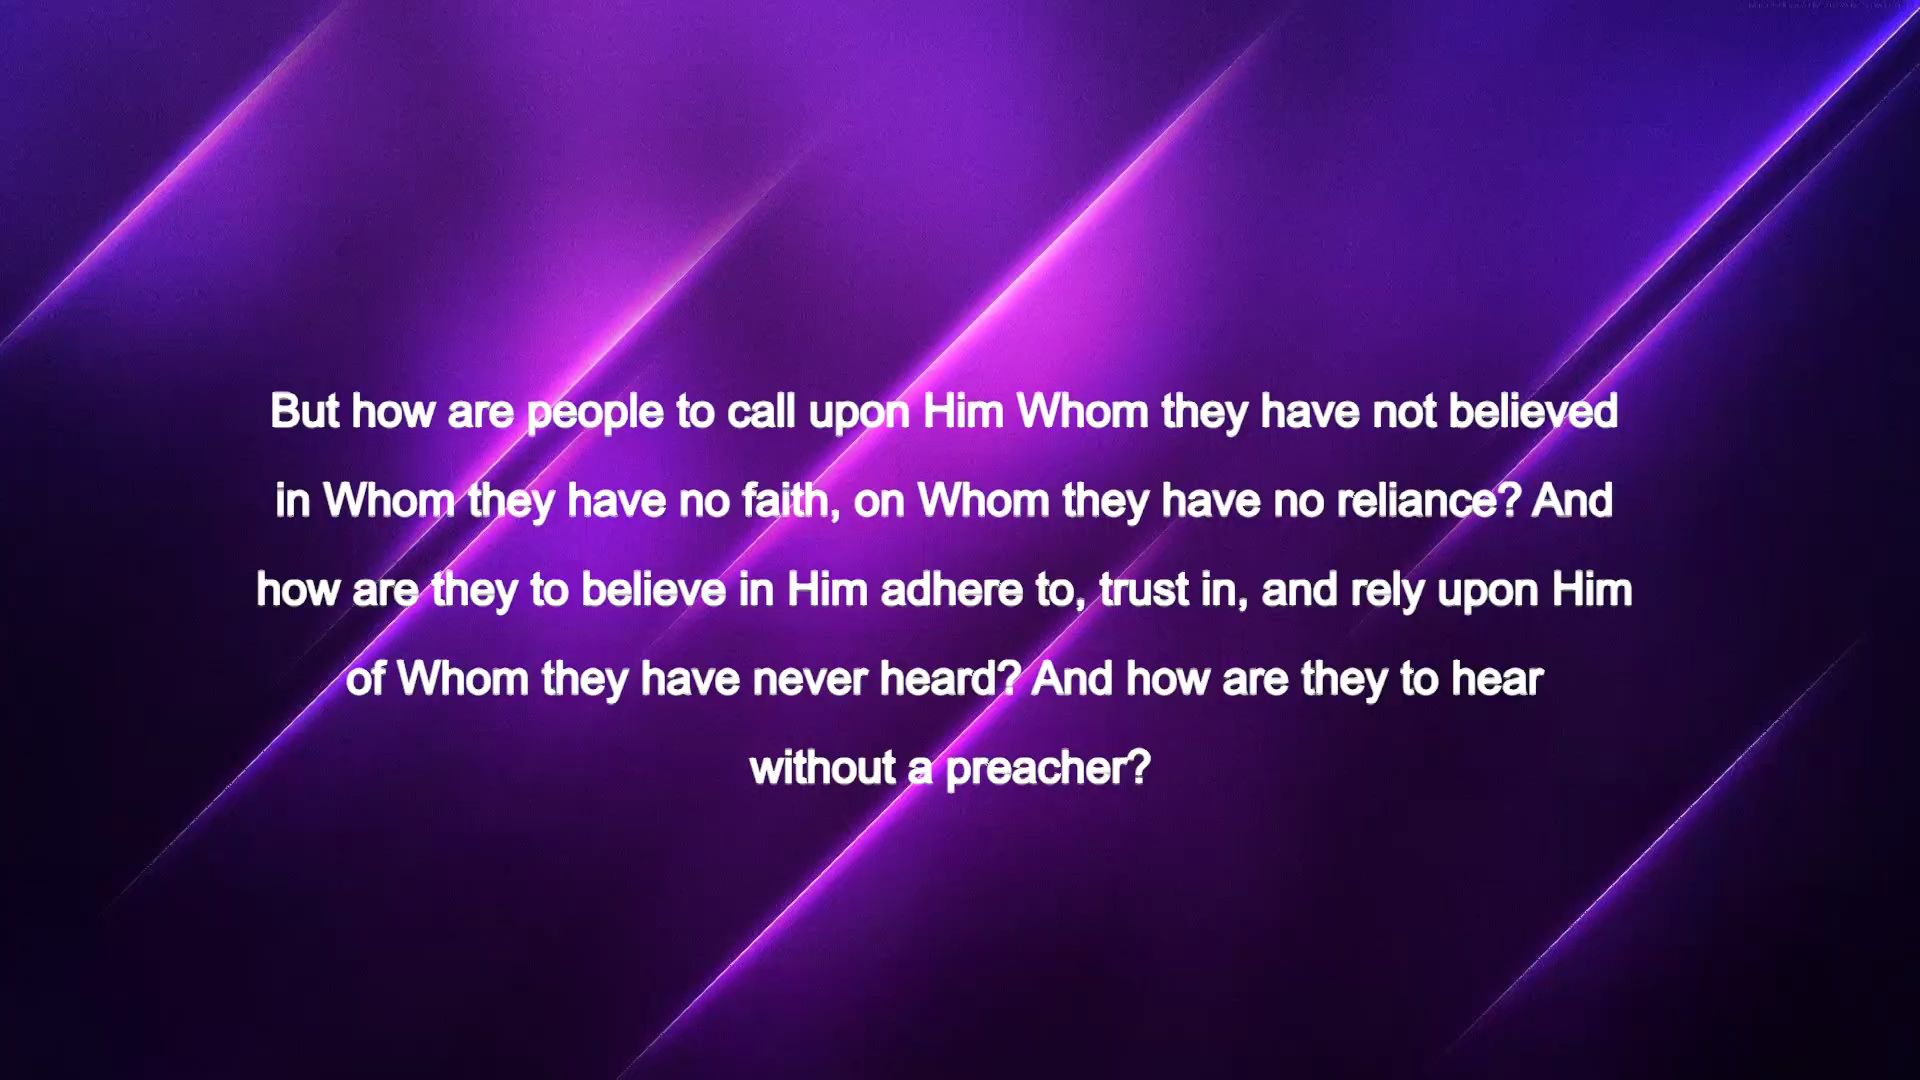 But how are people to call upon Him Whom they have not believed
in Whom they have no faith, on Whom they have no reliance? And
how are they to believe in Him adhere to, trust in, and rely upon Him
of Whom they have never heard? And how are they to hear
without a preacher?